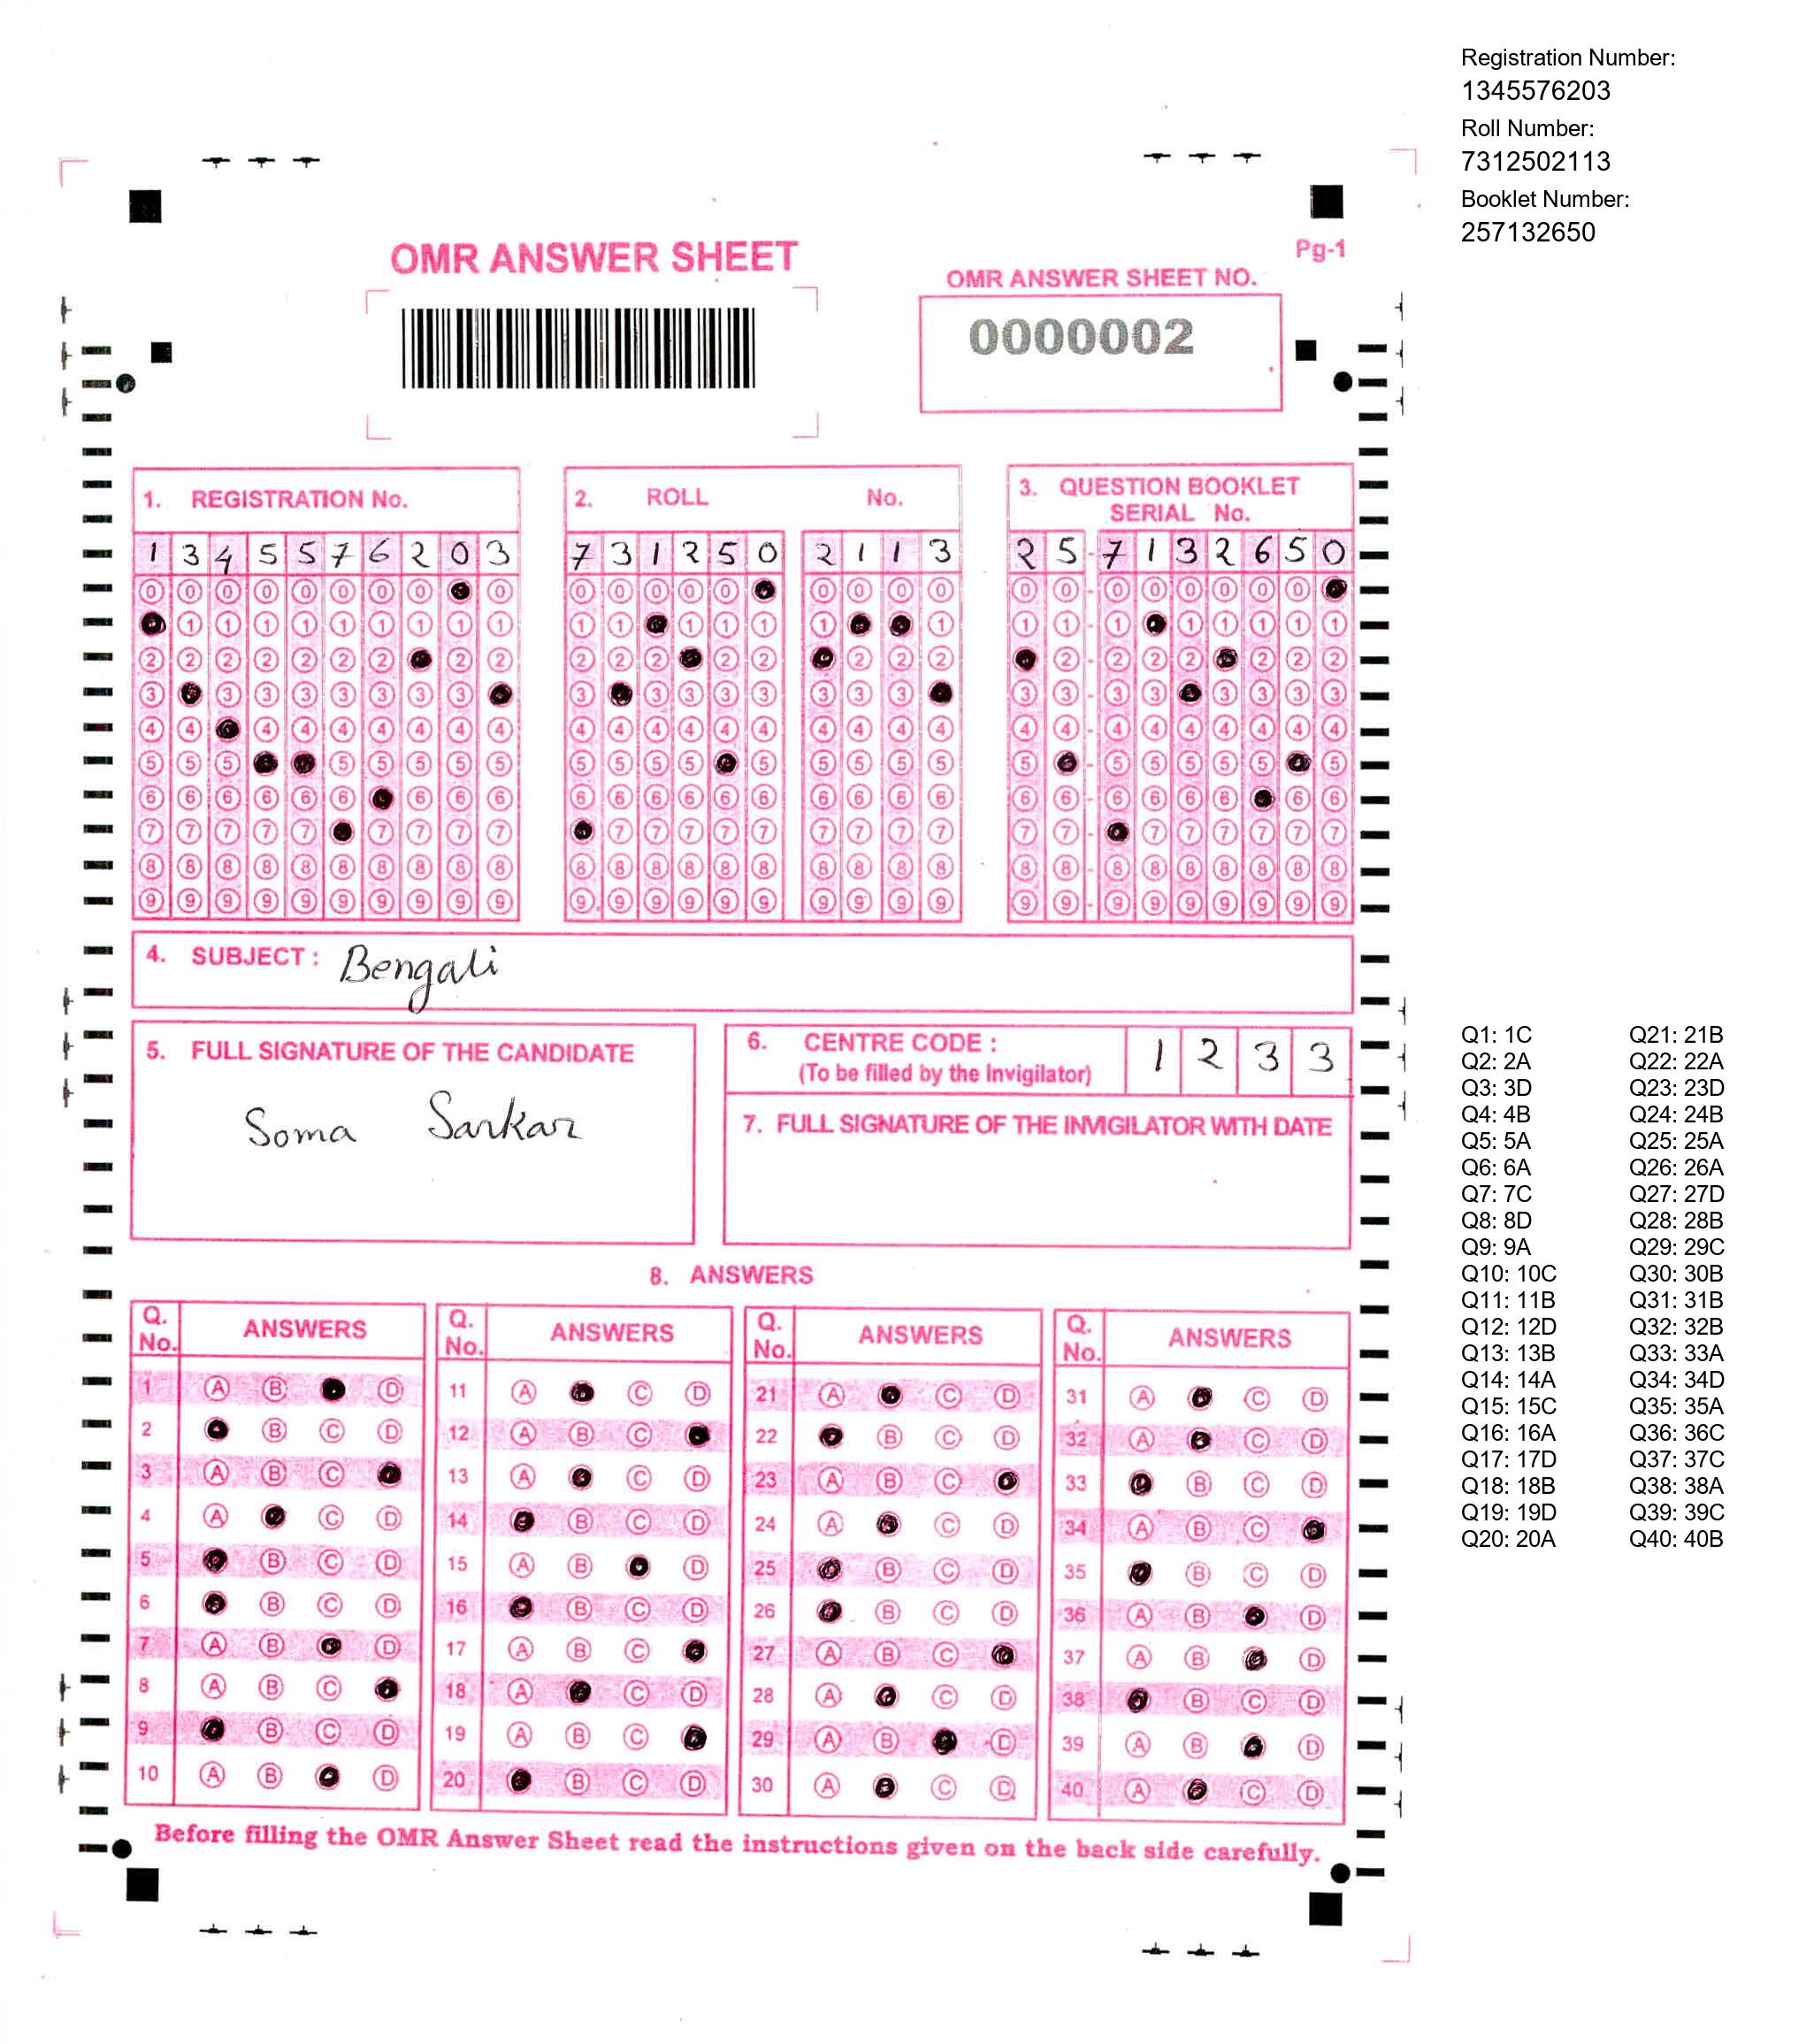 Registration Number:
1345576203
Roll Number:
7312502113
Booklet Number:
257132650
OMR ANSWER SHEET
Pg-1
OMR ANSWER SHEET NO.
0000002
1. REGISTRATION No.
2. ROLL No.
3. QUESTION BOOKLET
SERIAL No.
1 3 4 5 5 7 6 2 0 3 7 3 1 2 5 0 2 1 1 3 2 5 - 7 1 3 2 6 5 0
4. SUBJECT : Bengali
5. FULL SIGNATURE OF THE CANDIDATE
Soma Sarkar
6. CENTRE CODE : 1 2 3 3
(To be filled by the Invigilator)
7. FULL SIGNATURE OF THE INVIGILATOR WITH DATE
8. ANSWERS
Q. No. ANSWERS Q. No. ANSWERS Q. No. ANSWERS Q. No. ANSWERS
1 A B D 11 A C D 21 A C D 31 A C D
2 B C D 12 A B C 22 B C D 32 A C D
3 A B C 13 A C D 23 A B C 33 B C D
4 A C D 14 B C D 24 A C D 34 A B C
5 B C D 15 A B D 25 B C D 35 B C D
6 B C D 16 B C D 26 B C D 36 A B D
7 A B D 17 A B C 27 A B C 37 A B D
8 A B C 18 A C D 28 A C D 38 B C D
9 B C D 19 A B C 29 A B D 39 A B D
10 A B D 20 B C D 30 A C D 40 A C D
Before filling the OMR Answer Sheet read the instructions given on the back side carefully.
Q1: 1C Q21: 21B
Q2: 2A Q22: 22A
Q3: 3D Q23: 23D
Q4: 4B Q24: 24B
Q5: 5A Q25: 25A
Q6: 6A Q26: 26A
Q7: 7C Q27: 27D
Q8: 8D Q28: 28B
Q9: 9A Q29: 29C
Q10: 10C Q30: 30B
Q11: 11B Q31: 31B
Q12: 12D Q32: 32B
Q13: 13B Q33: 33A
Q14: 14A Q34: 34D
Q15: 15C Q35: 35A
Q16: 16A Q36: 36C
Q17: 17D Q37: 37C
Q18: 18B Q38: 38A
Q19: 19D Q39: 39C
Q20: 20A Q40: 40B